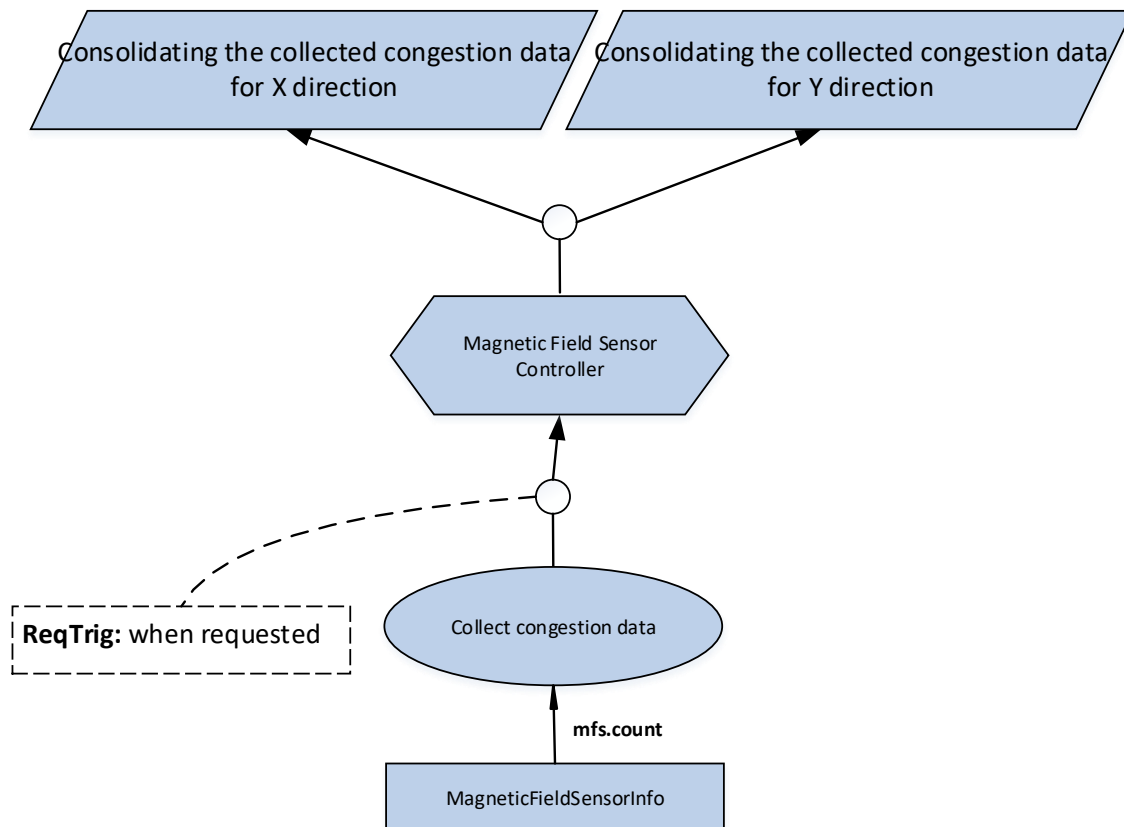 Consolidating the collected congestion data
for X direction
Consolidating the collected congestion data
for Y direction
Magnetic Field Sensor
Controller
ReqTrig: when requested
Collect congestion data
mfs.count
MagneticFieldSensorInfo